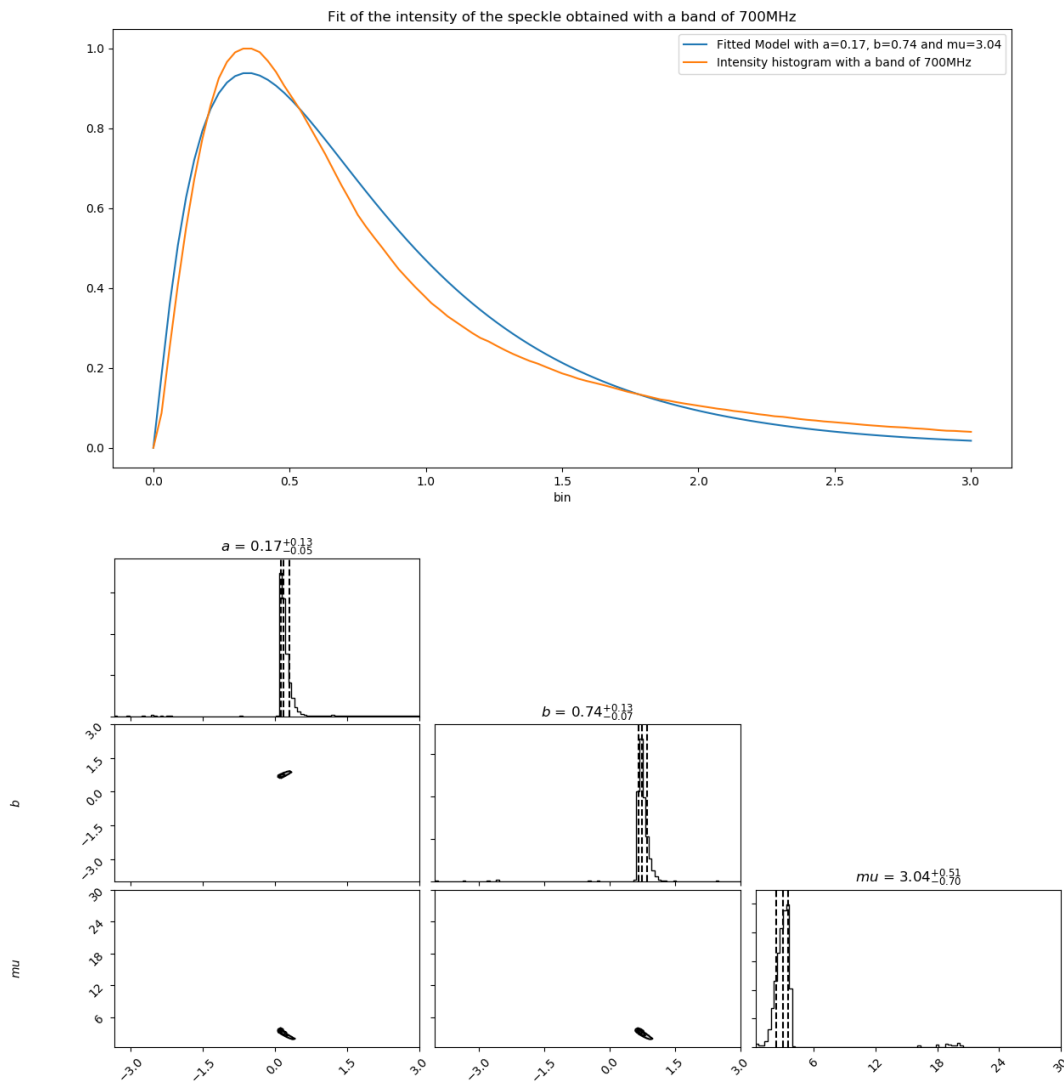 Fit of the intensity of the speckle obtained with a band of 700MHz
Fitted Model with a=0.17, b=0.74 and mu=3.04
Intensity histogram with a band of 700MHz
1.0
0.8
0.6
0.4
0.2
0.0
0.0 0.5 1.0 1.5 2.0 2.5 3.0
bin
a = 0.17 +0.13 −0.05
b = 0.74 +0.13 −0.07
3.0
1.5
0.0
−1.5
−3.0
b
mu = 3.04 +0.51 −0.70
30
24
18
12
6
mu
−3.0 −1.5 0.0 1.5 3.0
−3.0 −1.5 0.0 1.5 3.0
6 12 18 24 30